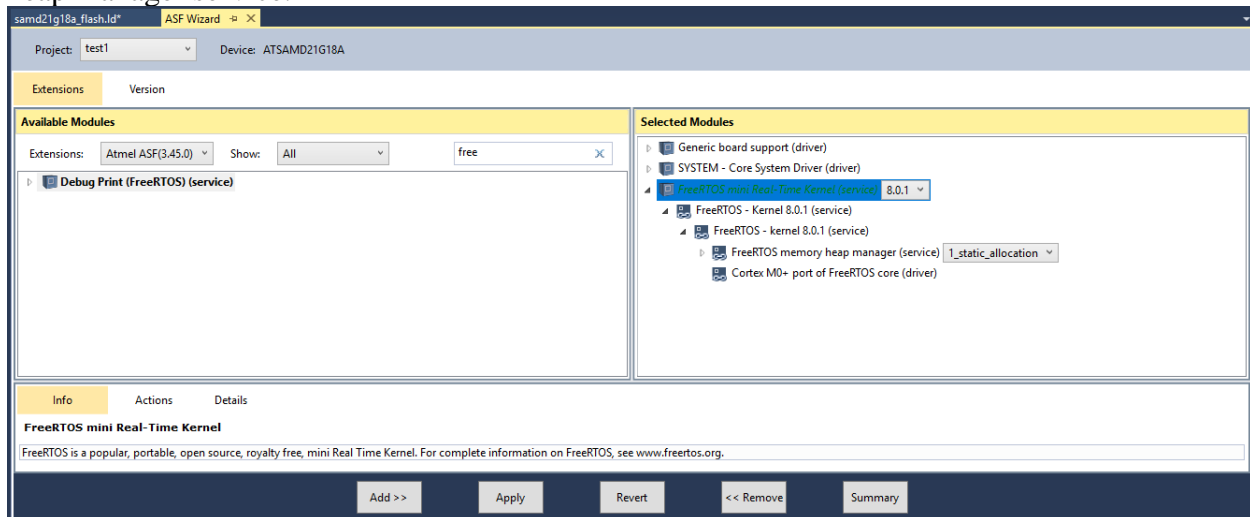 samd21g18a_flash.ld* ASF Wizard
Project: test1 Device: ATSAMD21G18A
Extensions Version
Available Modules
Extensions: Atmel ASF(3.45.0) Show: All free
Debug Print (FreeRTOS) (service)
Selected Modules
Generic board support (driver)
SYSTEM - Core System Driver (driver)
FreeRTOS mini Real-Time Kernel (service) 8.0.1
FreeRTOS - Kernel 8.0.1 (service)
FreeRTOS - kernel 8.0.1 (service)
FreeRTOS memory heap manager (service) 1_static_allocation
Cortex M0+ port of FreeRTOS core (driver)
Info Actions Details
FreeRTOS mini Real-Time Kernel
FreeRTOS is a popular, portable, open source, royalty free, mini Real Time Kernel. For complete information on FreeRTOS, see www.freertos.org.
Add >> Apply Revert << Remove Summary